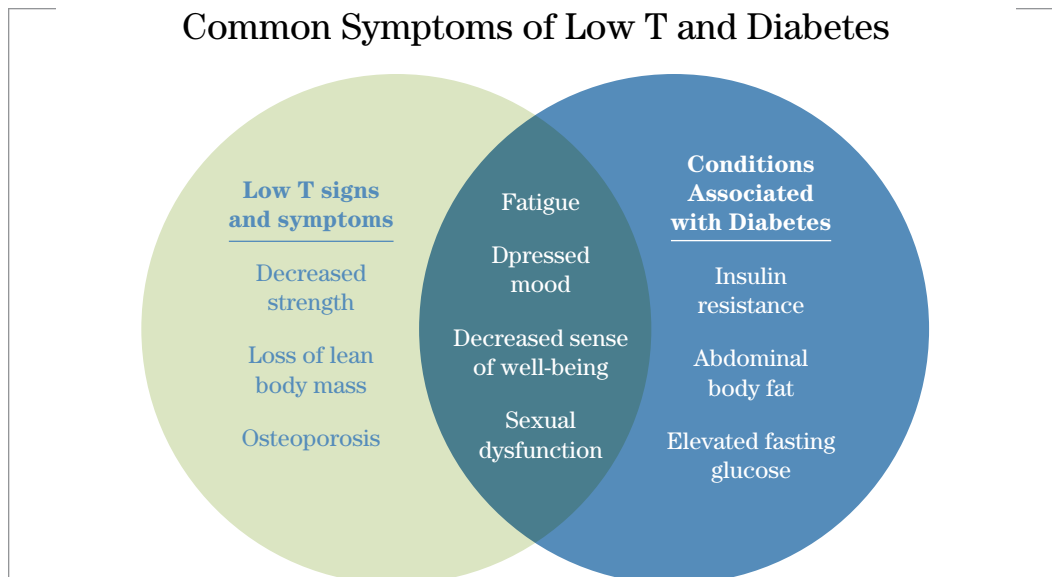 Common Symptoms of Low T and Diabetes
Low T signs
and symptoms
Decreased
strength
Loss of lean
body mass
Osteoporosis
Fatigue
Dpressed
mood
Decreased sense
of well-being
Sexual
dysfunction
Conditions
Associated
with Diabetes
Insulin
resistance
Abdominal
body fat
Elevated fasting
glucose